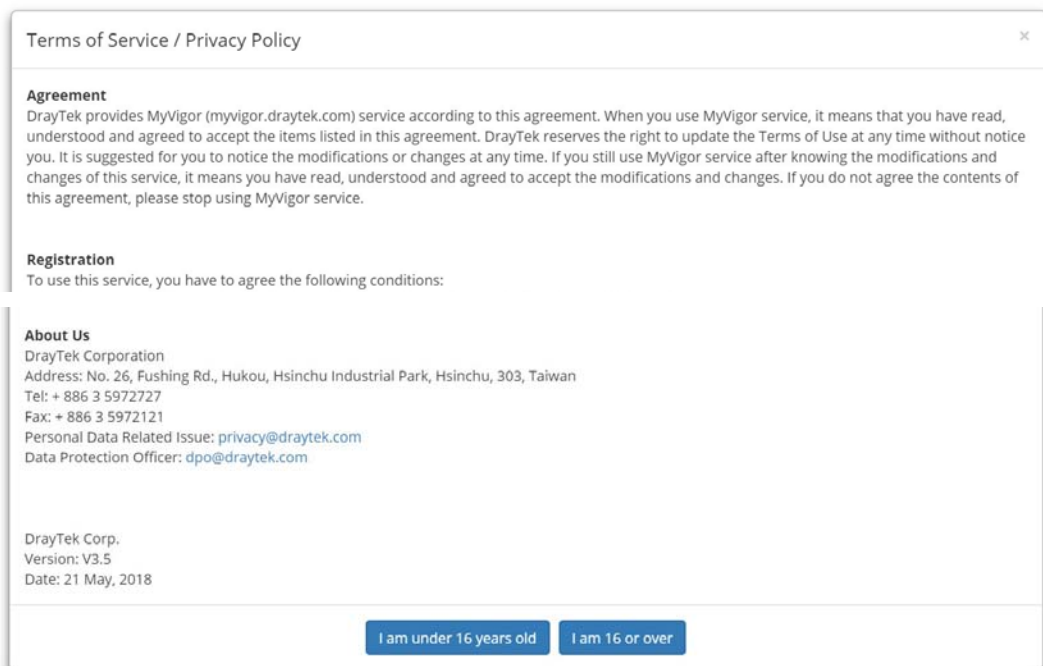 Terms of Service / Privacy Policy
×
Agreement
DrayTek provides MyVigor (myvigor.draytek.com) service according to this agreement. When you use MyVigor service, it means that you have read,
understood and agreed to accept the items listed in this agreement. DrayTek reserves the right to update the Terms of Use at any time without notice
you. It is suggested for you to notice the modifications or changes at any time. If you still use MyVigor service after knowing the modifications and
changes of this service, it means you have read, understood and agreed to accept the modifications and changes. If you do not agree the contents of
this agreement, please stop using MyVigor service.
Registration
To use this service, you have to agree the following conditions:
About Us
DrayTek Corporation
Address: No. 26, Fushing Rd., Hukou, Hsinchu Industrial Park, Hsinchu, 303, Taiwan
Tel: + 886 3 5972727
Fax: + 886 3 5972121
Personal Data Related Issue: privacy@draytek.com
Data Protection Officer: dpo@draytek.com
DrayTek Corp.
Version: V3.5
Date: 21 May, 2018
I am under 16 years old I am 16 or over